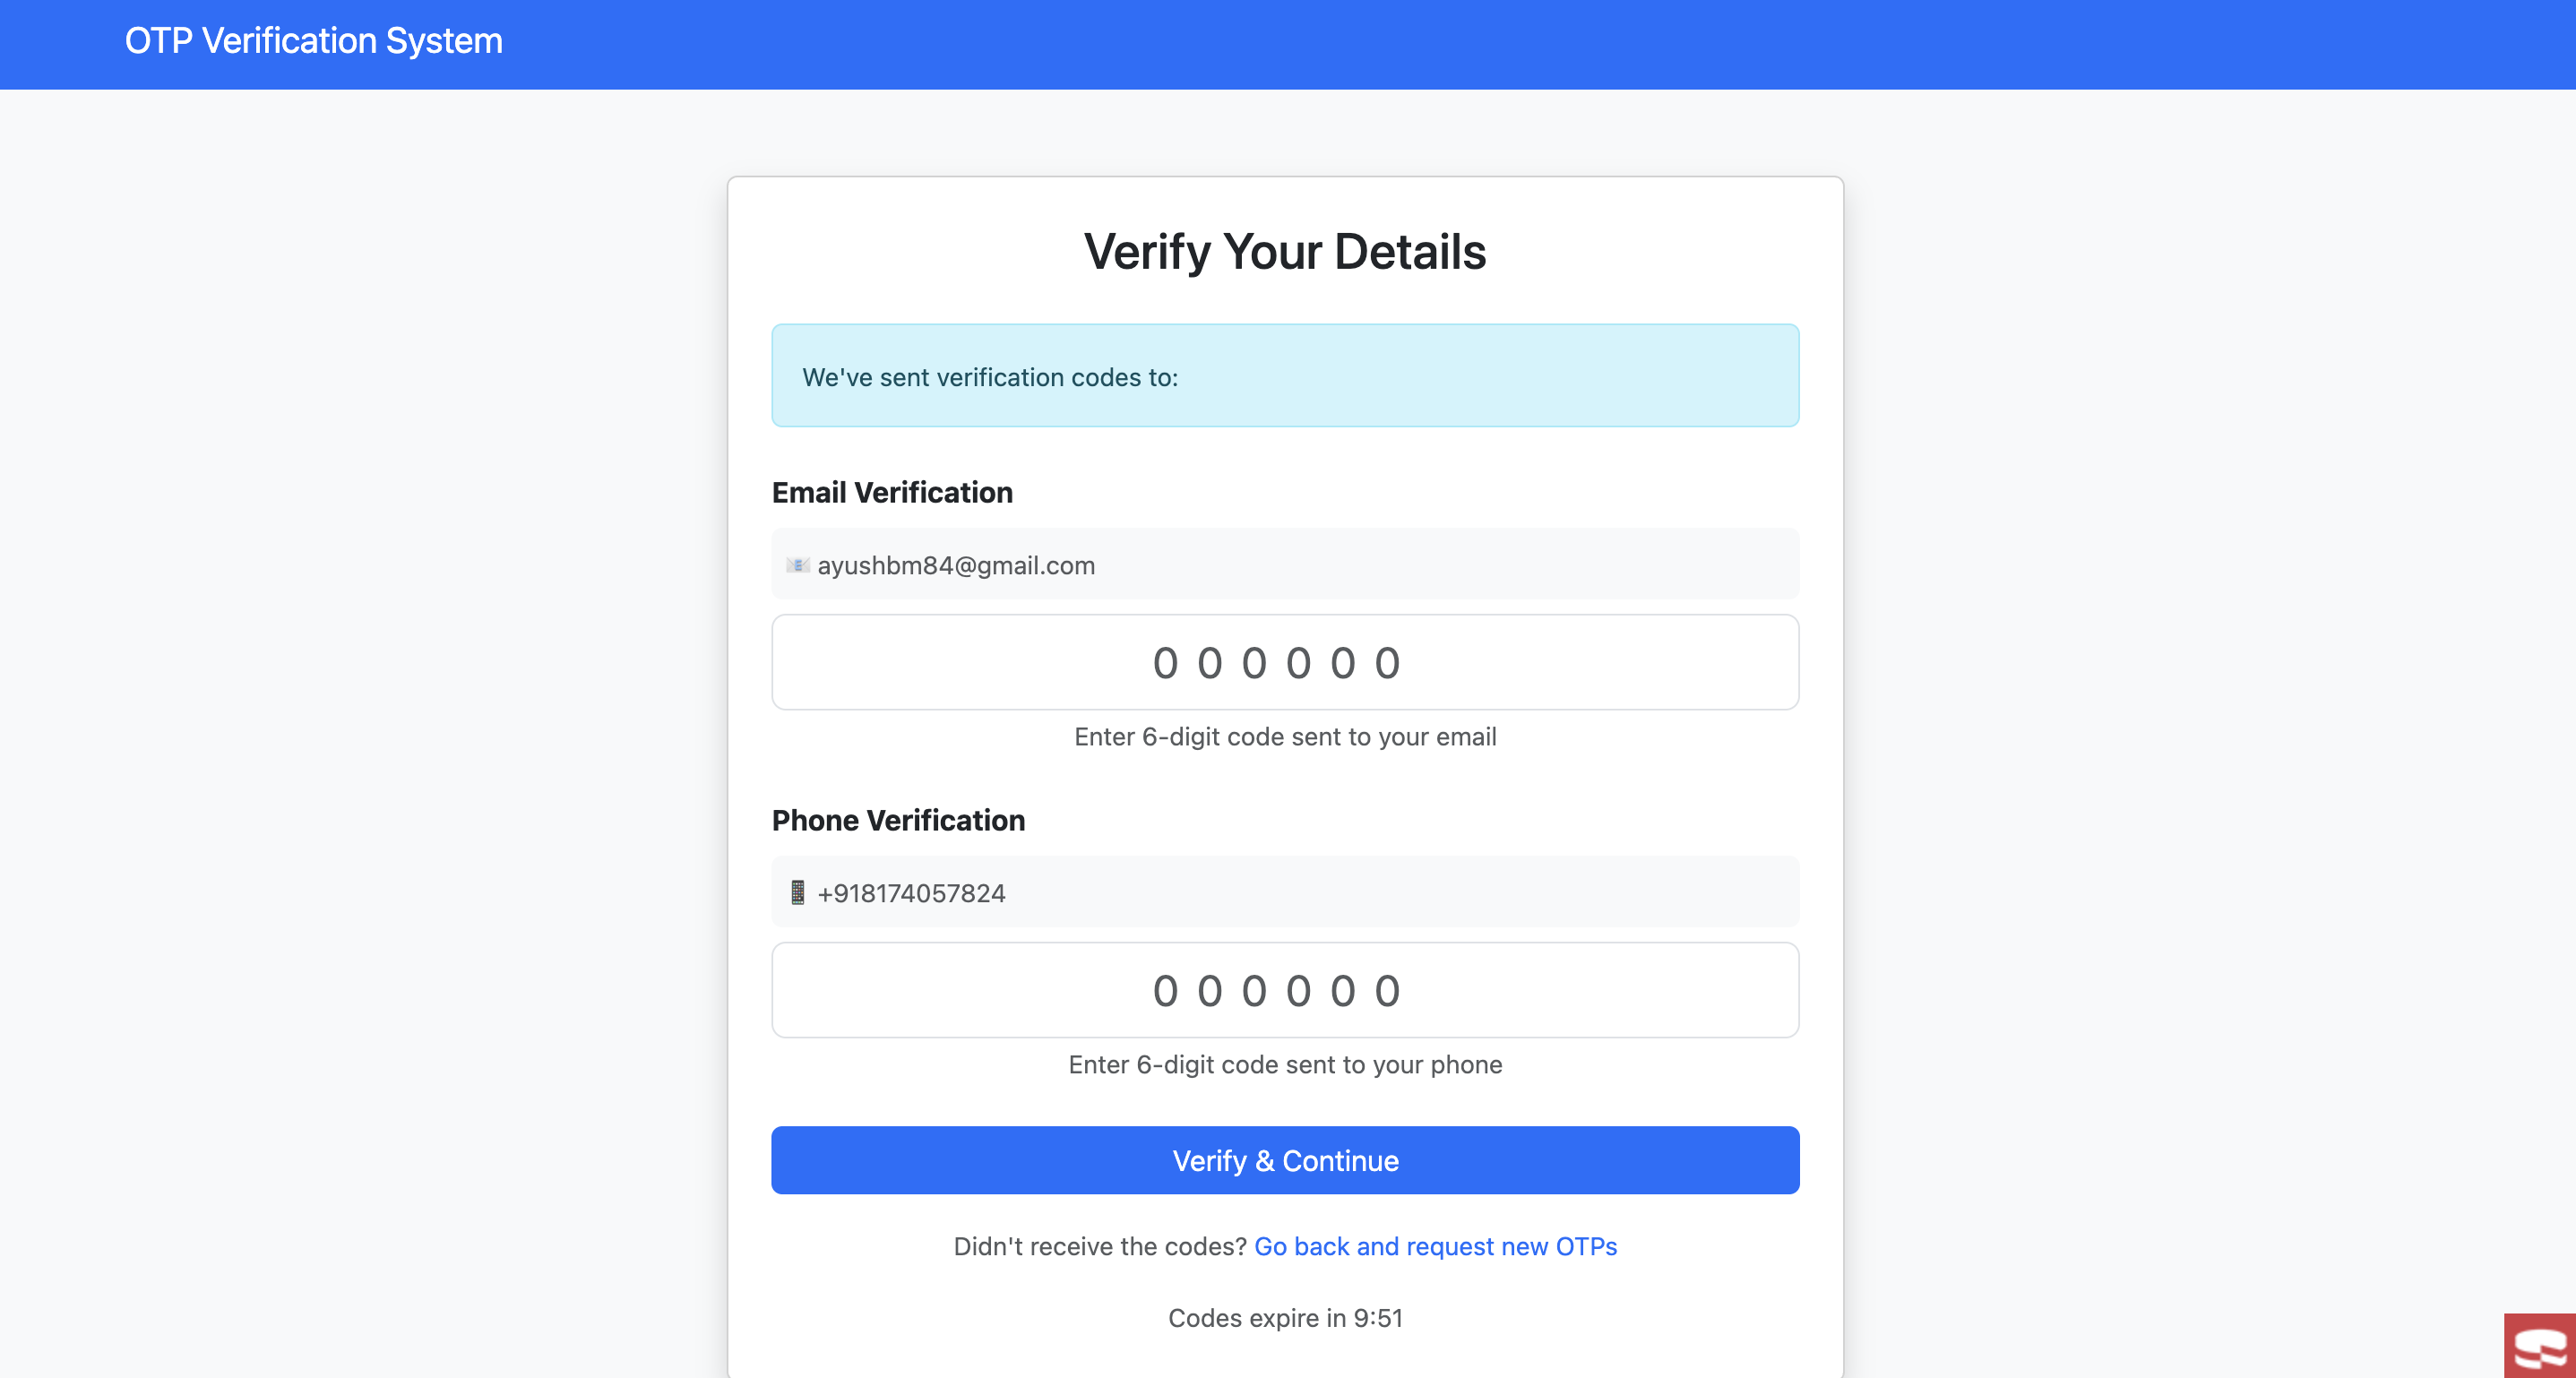 OTP Verification System
Verify Your Details
We've sent verification codes to:
Email Verification
ayushbm84@gmail.com
0 0 0 0 0 0
Enter 6-digit code sent to your email
Phone Verification
+918174057824
0 0 0 0 0 0
Enter 6-digit code sent to your phone
Verify & Continue
Didn't receive the codes? Go back and request new OTPs
Codes expire in 9:51